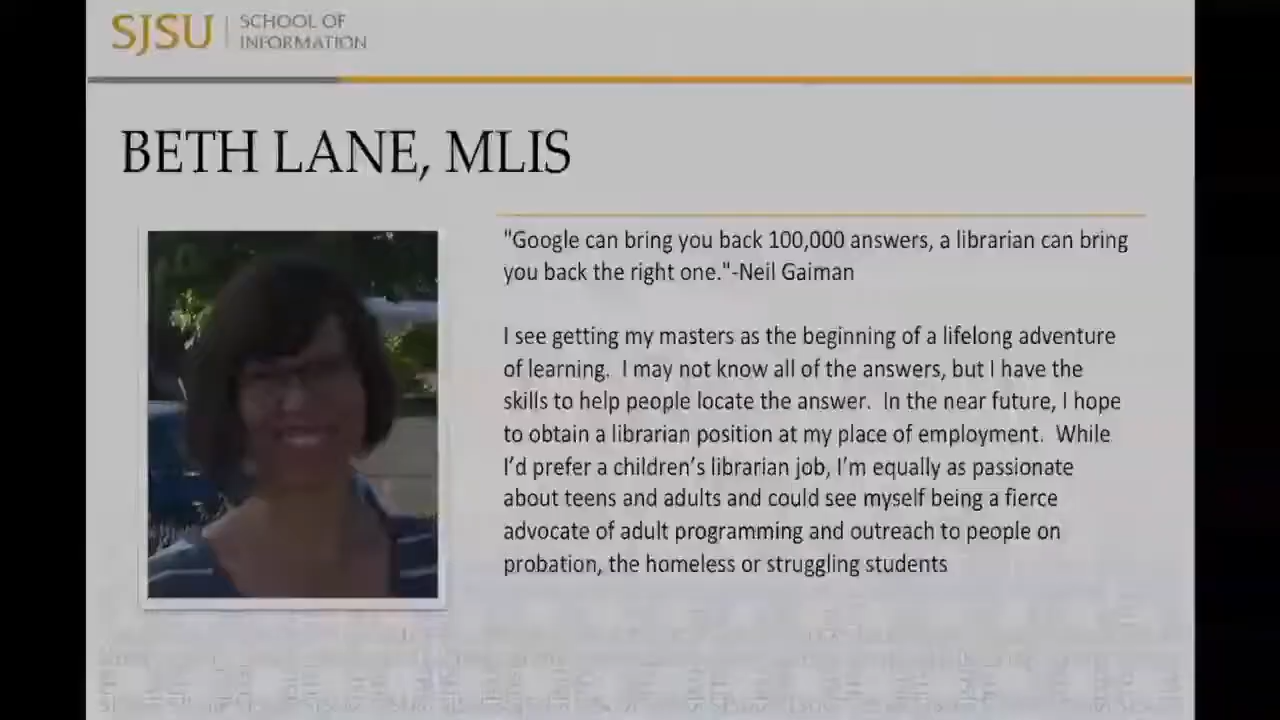 SJSU
SCHOOL OF
INFORMATION
BETH LANE, MLIS
"Google can bring you back 100,000 answers, a librarian can bring
you back the right one."-Neil Gaiman
I see getting my masters as the beginning of a lifelong adventure
of learning.  I may not know all of the answers, but I have the
skills to help people locate the answer.  In the near future, I hope
to obtain a librarian position at my place of employment.  While
I'd prefer a children's librarian job, I'm equally as passionate
about teens and adults and could see myself being a fierce
advocate of adult programming and outreach to people on
probation, the homeless or struggling students